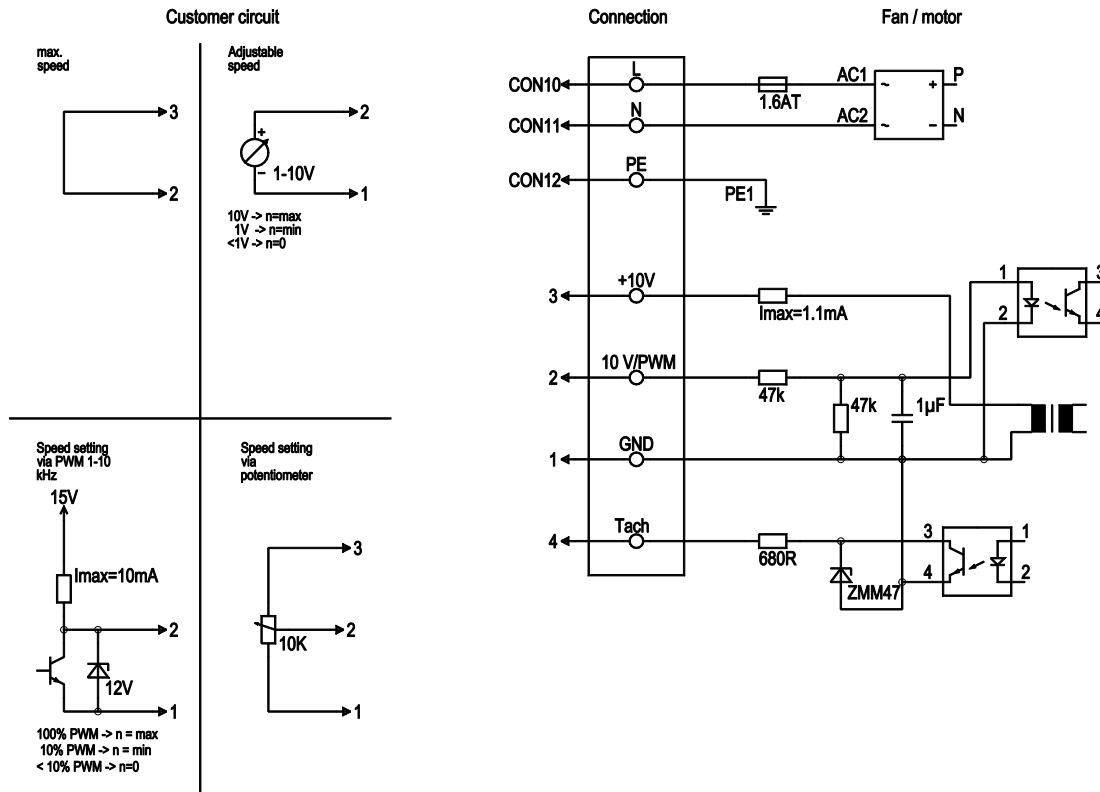 Customer circuit
Connection
Fan / motor
max.
speed
3
2
Adjustable
speed
2
+
1-10V
–
1
10V -> n=max
1V -> n=min
<1V -> n=0
Speed setting
via PWM 1-10
kHz
15V
Imax=10mA
2
12V
1
100% PWM -> n = max
10% PWM -> n = min
< 10% PWM -> n=0
Speed setting
via
potentiometer
3
2
10K
1
L
CON10
1.6AT
AC1
~
+
P
N
CON11
AC2
~
–
N
PE
CON12
PE1
+10V
3
Imax=1.1mA
1
2
3
4
10 V/PWM
2
47k
47k
1µF
GND
1
Tach
4
680R
ZMM47
3
4
1
2